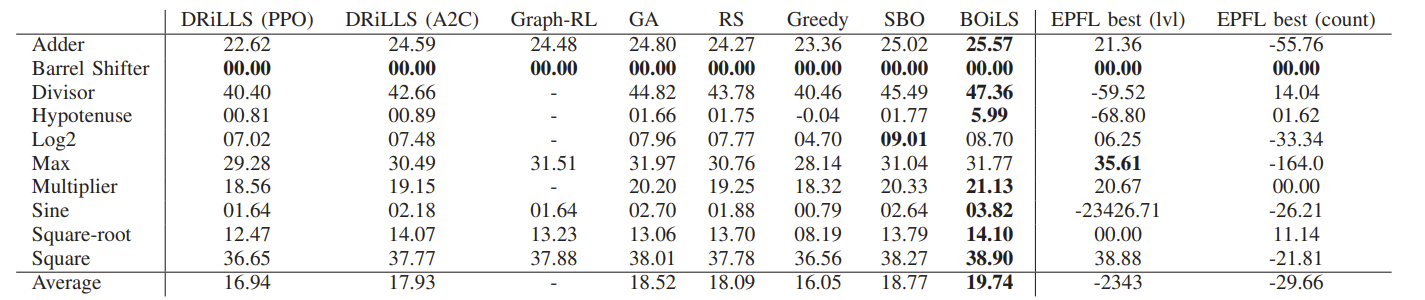 DRiLLS (PPO) DRiLLS (A2C) Graph-RL GA RS Greedy SBO BOiLS EPFL best (lvl) EPFL best (count)
Adder 22.62 24.59 24.48 24.80 24.27 23.36 25.02 25.57 21.36 -55.76
Barrel Shifter 00.00 00.00 00.00 00.00 00.00 00.00 00.00 00.00 00.00 00.00
Divisor 40.40 42.66 - 44.82 43.78 40.46 45.49 47.36 -59.52 14.04
Hypotenuse 00.81 00.89 - 01.66 01.75 -0.04 01.77 5.99 -68.80 01.62
Log2 07.02 07.48 - 07.96 07.77 04.70 09.01 08.70 06.25 -33.34
Max 29.28 30.49 31.51 31.97 30.76 28.14 31.04 31.77 35.61 -164.0
Multiplier 18.56 19.15 - 20.20 19.25 18.32 20.33 21.13 20.67 00.00
Sine 01.64 02.18 01.64 02.70 01.88 00.79 02.64 03.82 -23426.71 -26.21
Square-root 12.47 14.07 13.23 13.06 13.70 08.19 13.79 14.10 00.00 11.14
Square 36.65 37.77 37.88 38.01 37.78 36.56 38.27 38.90 38.88 -21.81
Average 16.94 17.93 - 18.52 18.09 16.05 18.77 19.74 -2343 -29.66